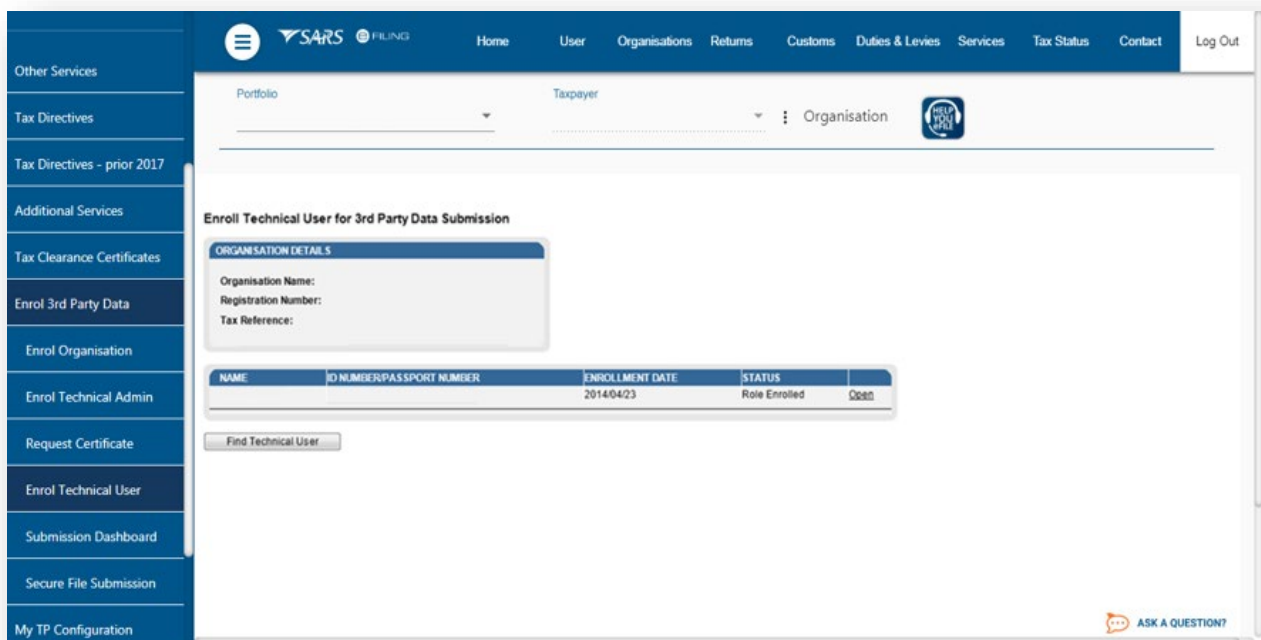 SARS eFILING
Home User Organisations Returns Customs Duties & Levies Services Tax Status Contact Log Out
Other Services
Tax Directives
Tax Directives - prior 2017
Additional Services
Tax Clearance Certificates
Enrol 3rd Party Data
Enrol Organisation
Enrol Technical Admin
Request Certificate
Enrol Technical User
Submission Dashboard
Secure File Submission
My TP Configuration
Portfolio Taxpayer
Organisation
HELP
YOU
eFILE
Enroll Technical User for 3rd Party Data Submission
ORGANISATION DETAILS
Organisation Name:
Registration Number:
Tax Reference:
NAME ID NUMBER/PASSPORT NUMBER ENROLLMENT DATE STATUS
2014/04/23 Role Enrolled Open
Find Technical User
ASK A QUESTION?